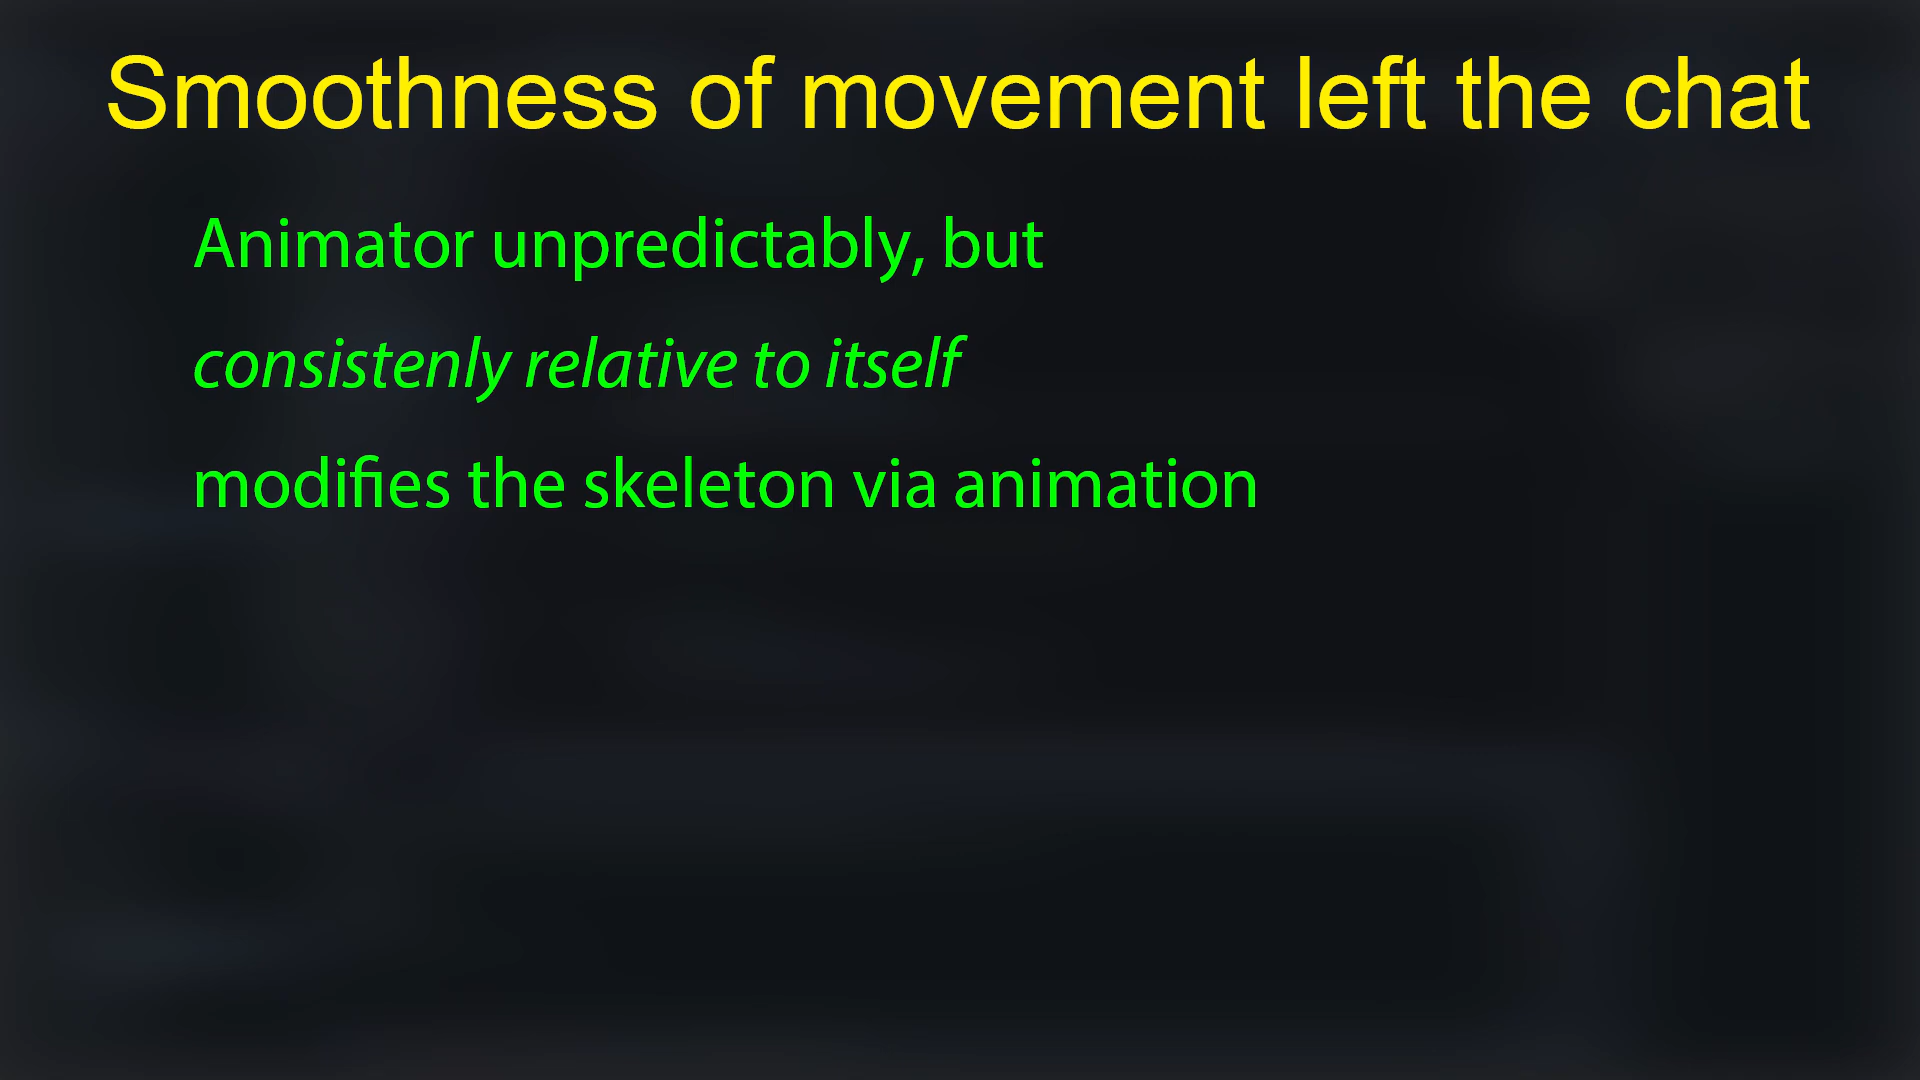 Smoothness of movement left the chat
Animator unpredictably, but
consistenly relative to itself
modifies the skeleton via animation